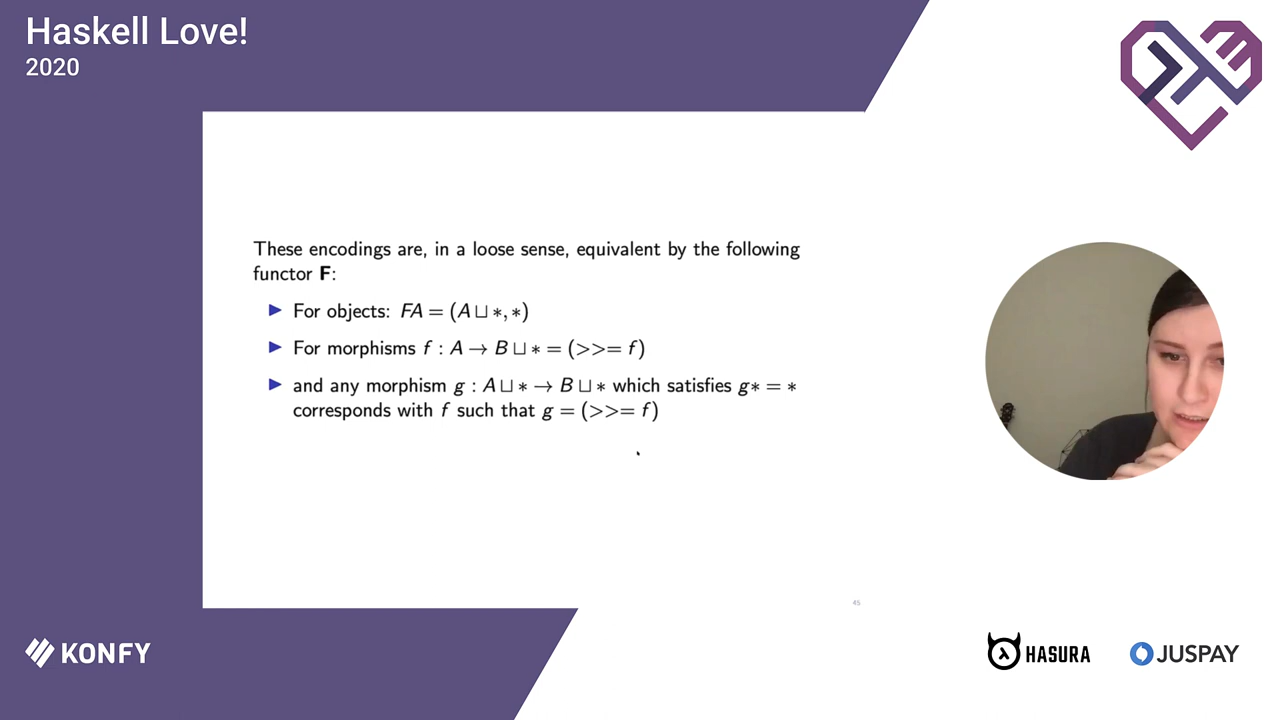 Haskell Love!
2020
These encodings are, in a loose sense, equivalent by the following
functor F:
▶ For objects: FA = (A ⊔ ∗, ∗)
▶ For morphisms f : A → B ⊔ ∗ = (>>= f)
▶ and any morphism g : A ⊔ ∗ → B ⊔ ∗ which satisfies g∗ = ∗
corresponds with f such that g = (>>= f)
45
KONFY
HASURA
JUSPAY